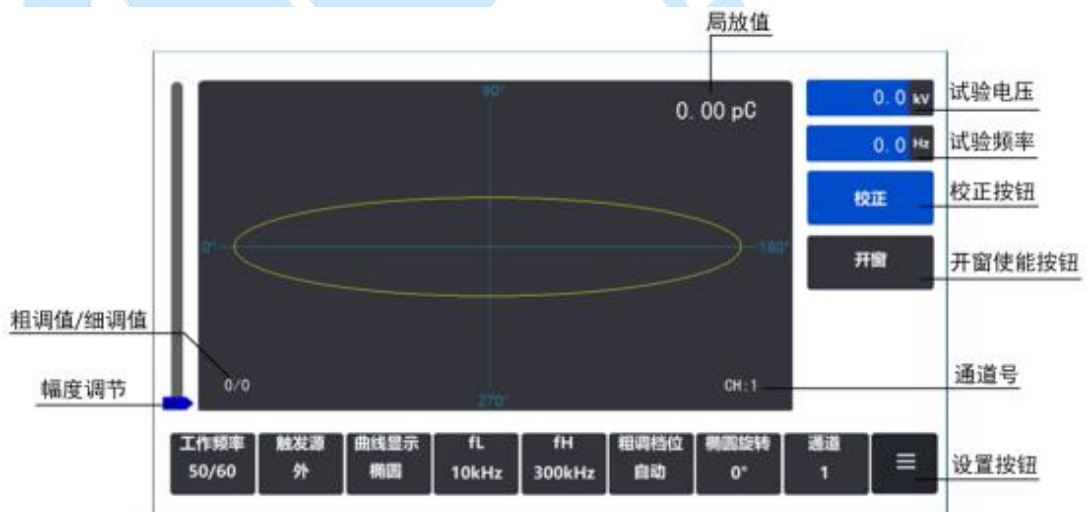 局放值
90°
0.00 pC
0.0 kV
试验电压
0.0 Hz
试验频率
校正
校正按钮
0°
180°
开窗
开窗使能按钮
粗调值/细调值
0/0
CH:1
通道号
幅度调节
270°
工作频率
50/60
触发源
外
曲线显示
椭圆
fL
10kHz
fH
300kHz
粗调档位
自动
椭圆旋转
0°
通道
1
设置按钮